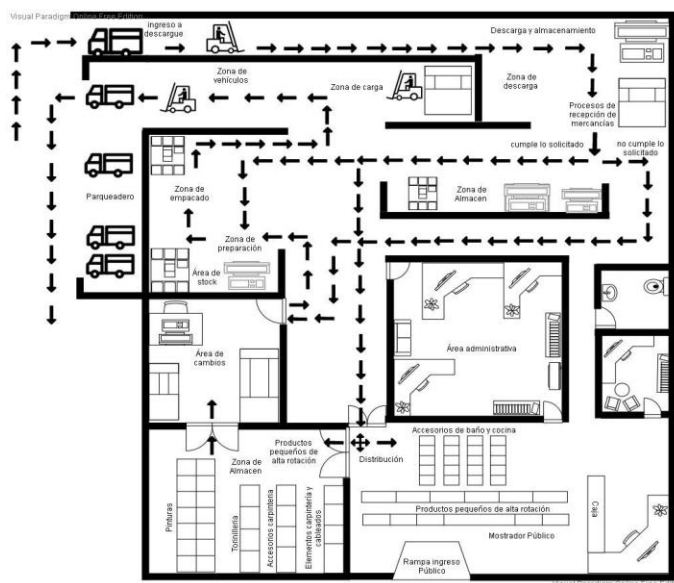 Visual Paradigm Online Free Edition
ingreso a
descargue
Descarga y almacenamiento
Zona de
vehículos
Zona de carga
Zona de
descarga
Procesos de
recepción de
mercancías
cumple lo solicitado
no cumple lo
solicitado
Parqueadero
Zona de
empacado
Zona de
Almacen
Zona de
preparación
Área de
stock
Área de
cambios
Área administrativa
Accesorios de baño y cocina
Productos
pequeños de
alta rotación
Distribución
Zona de
Almacen
Pinturas
Torinilleria
Accesorios carpinteria
Elementos carpintería y
cableados
Productos pequeños de alta rotación
Mostrador Público
Caja
Rampa ingreso
Público